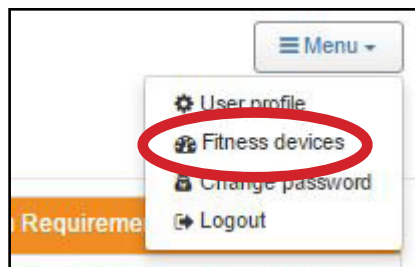 Menu
User profile
Fitness devices
Change password
Logout
Requireme